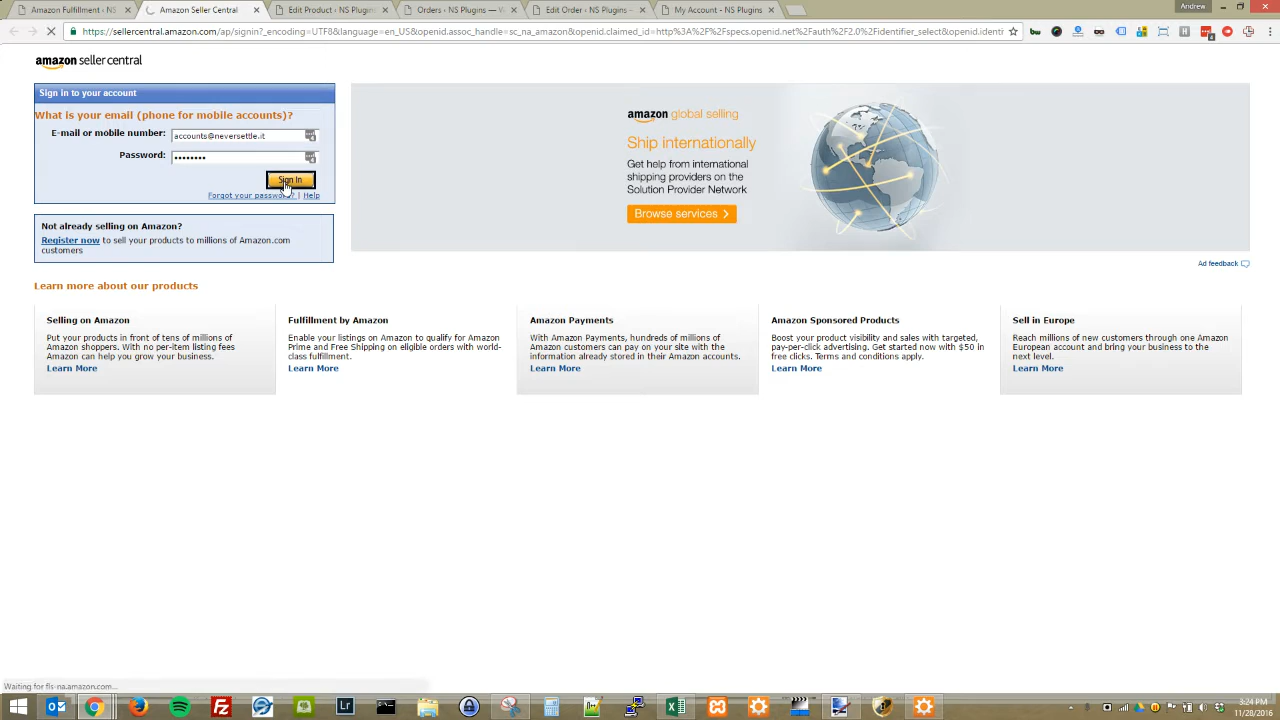 Amazon Fulfillment ‹ NS
Amazon Seller Central
Edit Product ‹ NS Plugins
Orders ‹ NS Plugins — W
Edit Order ‹ NS Plugins
My Account - NS Plugins
Andrew
https://sellercentral.amazon.com/ap/signin?_encoding=UTF8&language=en_US&openid.assoc_handle=sc_na_amazon&openid.claimed_id=http%3A%2F%2Fspecs.openid.net%2Fauth%2F2.0%2Fidentifier_select&openid.identi
amazon seller central
Sign in to your account
What is your email (phone for mobile accounts)?
E-mail or mobile number: accounts@neversettle.it
Password: ••••••••
Sign In
Forgot your password? | Help
Not already selling on Amazon?
Register now to sell your products to millions of Amazon.com
customers
amazon global selling
Ship internationally
Get help from international
shipping providers on the
Solution Provider Network
Browse services >
Ad feedback
Learn more about our products
Selling on Amazon
Put your products in front of tens of millions of
Amazon shoppers. With no per-item listing fees
Amazon can help you grow your business.
Learn More
Fulfillment by Amazon
Enable your listings on Amazon to qualify for Amazon
Prime and Free Shipping on eligible orders with world-
class fulfillment.
Learn More
Amazon Payments
With Amazon Payments, hundreds of millions of
Amazon customers can pay on your site with the
information already stored in their Amazon accounts.
Learn More
Amazon Sponsored Products
Boost your product visibility and sales with targeted,
pay-per-click advertising. Get started now with $50 in
free clicks. Terms and conditions apply.
Learn More
Sell in Europe
Reach millions of new customers through one Amazon
European account and bring your business to the
next level.
Learn More
Waiting for fls-na.amazon.com...
Lr
3:24 PM
11/28/2016